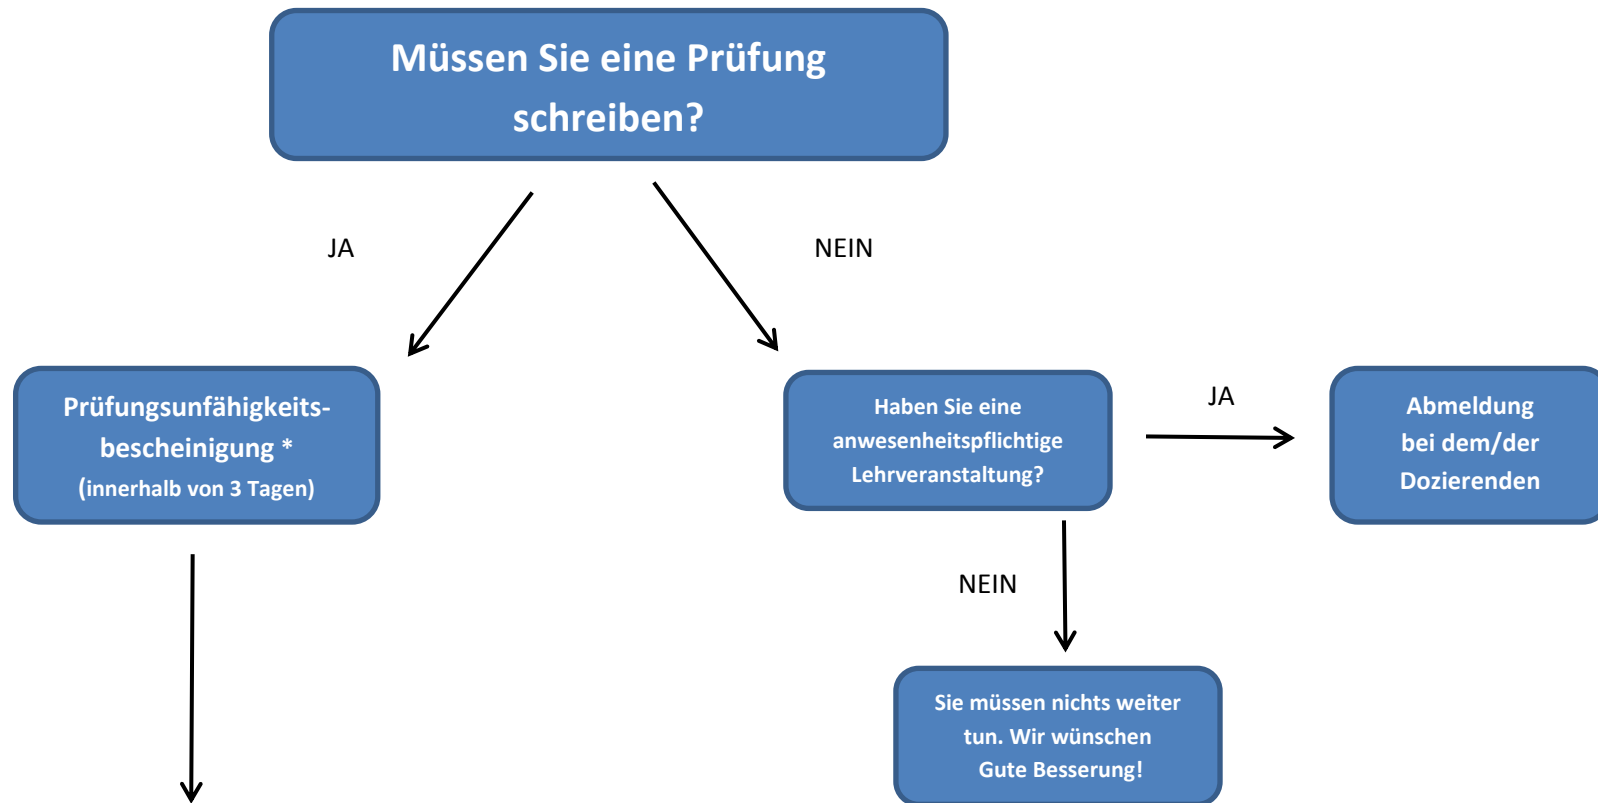 Müssen Sie eine Prüfung
schreiben?
JA
NEIN
Prüfungsunfähigkeits-
bescheinigung *
(innerhalb von 3 Tagen)
Haben Sie eine
anwesenheitspflichtige
Lehrveranstaltung?
JA
Abmeldung
bei dem/der
Dozierenden
NEIN
Sie müssen nichts weiter
tun. Wir wünschen
Gute Besserung!